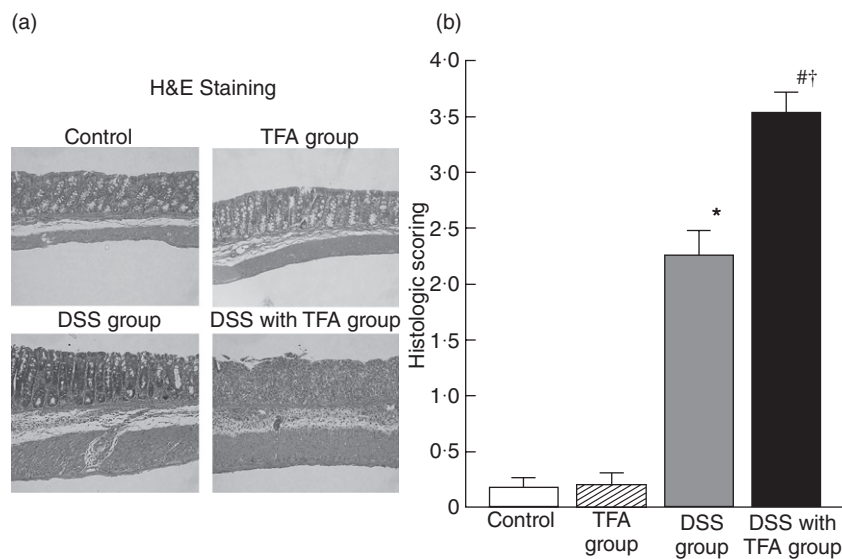 (a)
H&E Staining
Control
TFA group
DSS group
DSS with TFA group
(b)
Histologic scoring
4·0
3·5
3·0
2·5
2·0
1·5
1·0
0·5
0
*
#†
Control
TFA
group
DSS
group
DSS with
TFA group